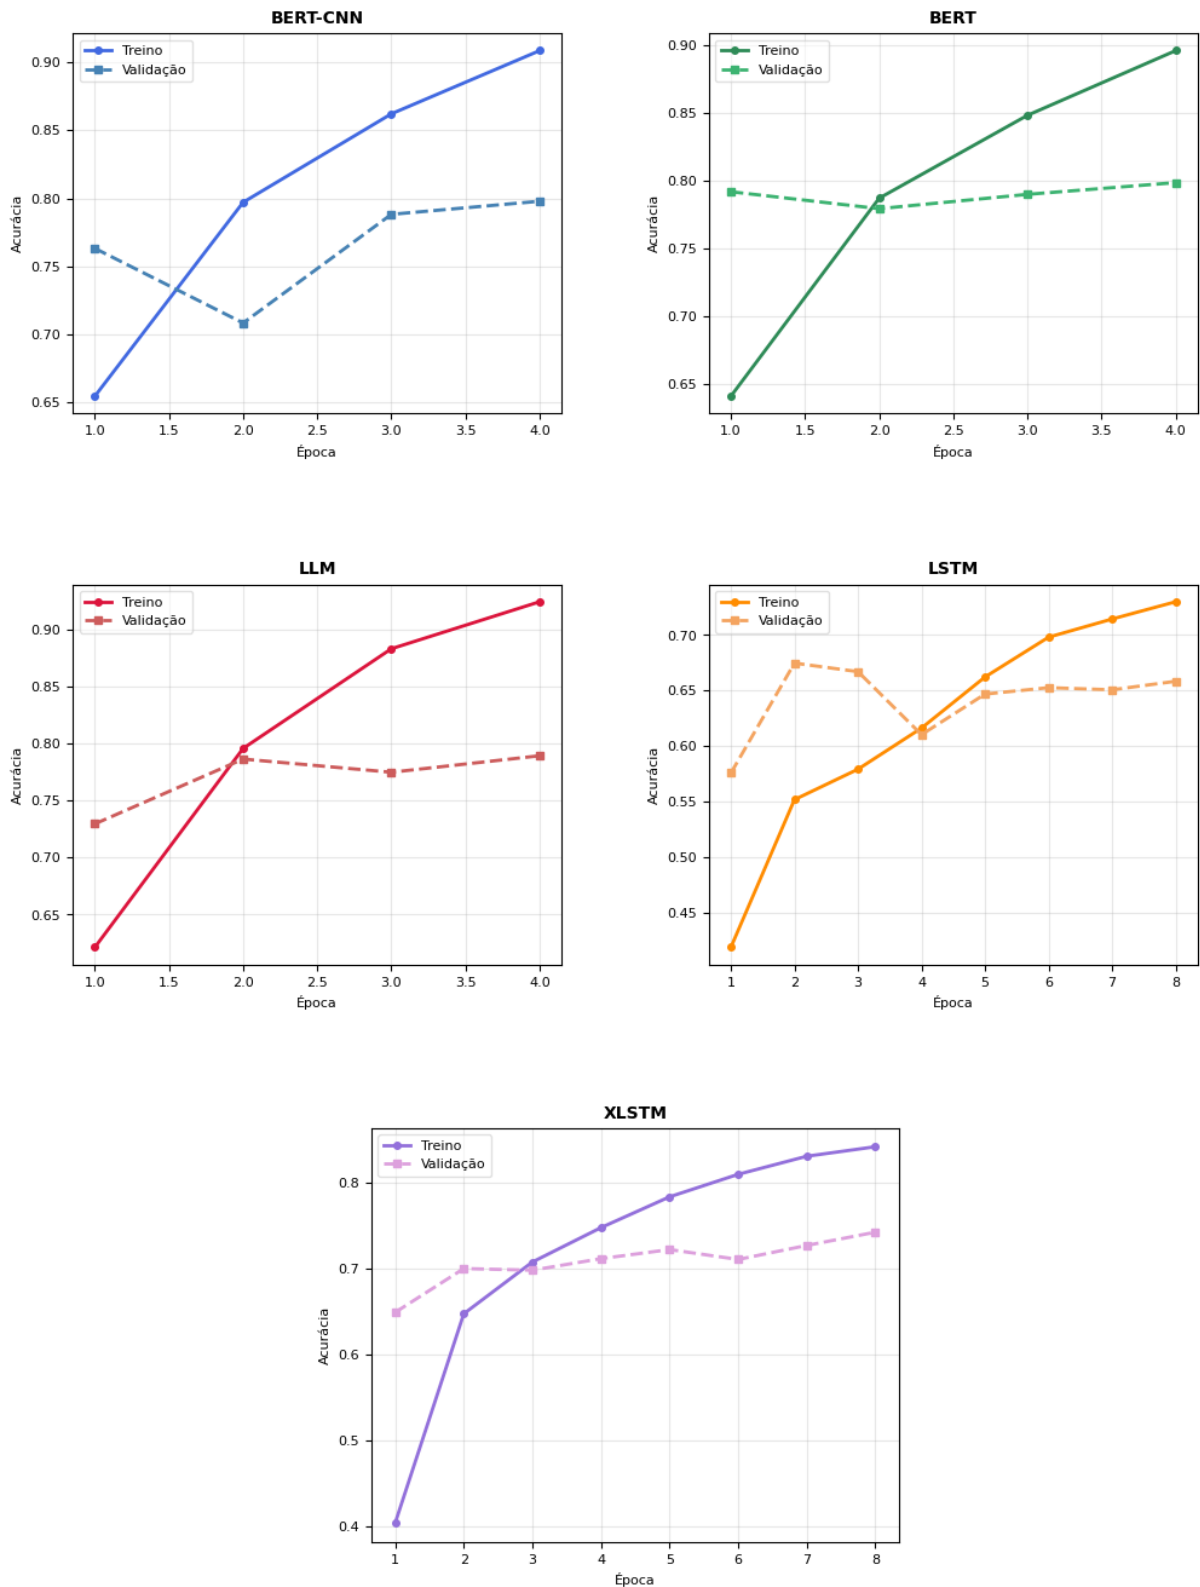 BERT-CNN
Treino
Validação
0.90
0.85
0.80
0.75
0.70
0.65
Acurácia
1.0 1.5 2.0 2.5 3.0 3.5 4.0
Época
BERT
Treino
Validação
0.90
0.85
0.80
0.75
0.70
0.65
Acurácia
1.0 1.5 2.0 2.5 3.0 3.5 4.0
Época
LLM
Treino
Validação
0.90
0.85
0.80
0.75
0.70
0.65
Acurácia
1.0 1.5 2.0 2.5 3.0 3.5 4.0
Época
LSTM
Treino
Validação
0.70
0.65
0.60
0.55
0.50
0.45
Acurácia
1 2 3 4 5 6 7 8
Época
XLSTM
Treino
Validação
0.8
0.7
0.6
0.5
0.4
Acurácia
1 2 3 4 5 6 7 8
Época